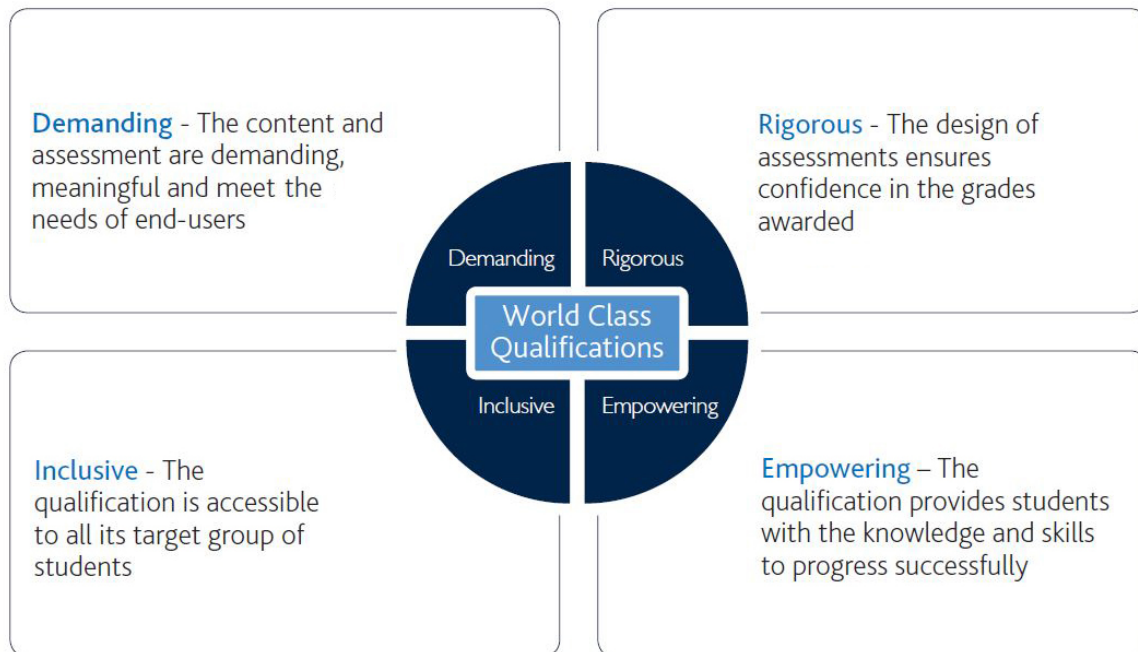 Demanding - The content and
assessment are demanding,
meaningful and meet the
needs of end-users
Rigorous - The design of
assessments ensures
confidence in the grades
awarded
Demanding
Rigorous
World Class
Qualifications
Inclusive
Empowering
Inclusive - The
qualification is accessible
to all its target group of
students
Empowering – The
qualification provides students
with the knowledge and skills
to progress successfully